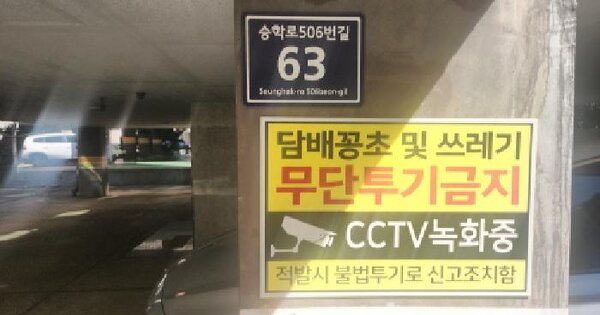 승학로506번길
63
Seunghak-ro 506beon-gil
담배꽁초 및 쓰레기
무단투기금지
CCTV녹화중
적발시 불법투기로 신고조치함